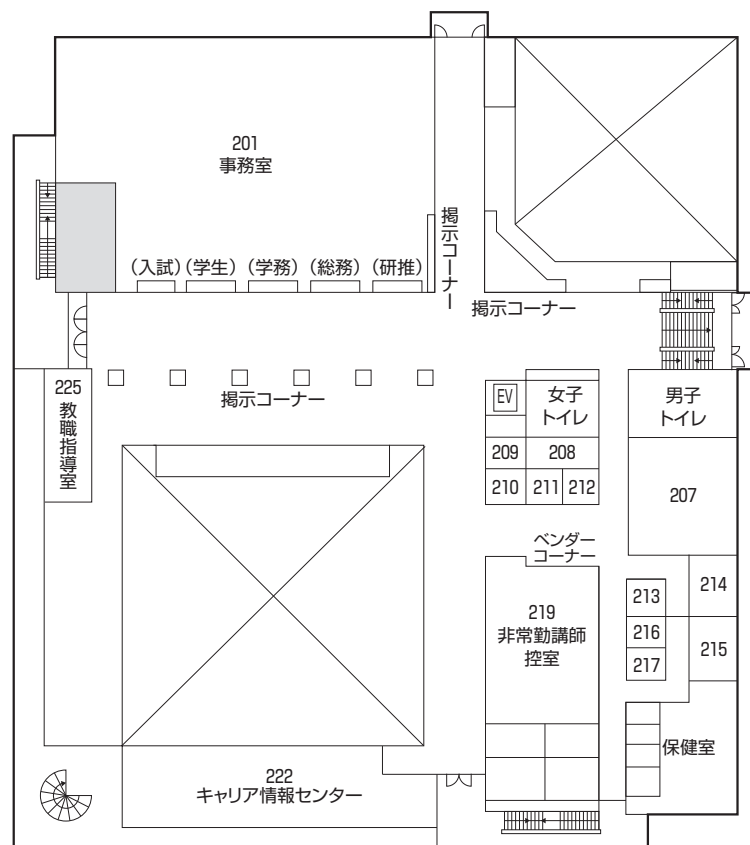 201
事務室
(入試)
(学生)
(学務)
(総務)
(研推)
掲示コーナー
掲示コーナー
225
教職指導室
掲示コーナー
EV
女子
トイレ
男子
トイレ
209
208
210
211
212
207
ベンダー
コーナー
219
非常勤講師
控室
213
214
216
217
215
保健室
222
キャリア情報センター